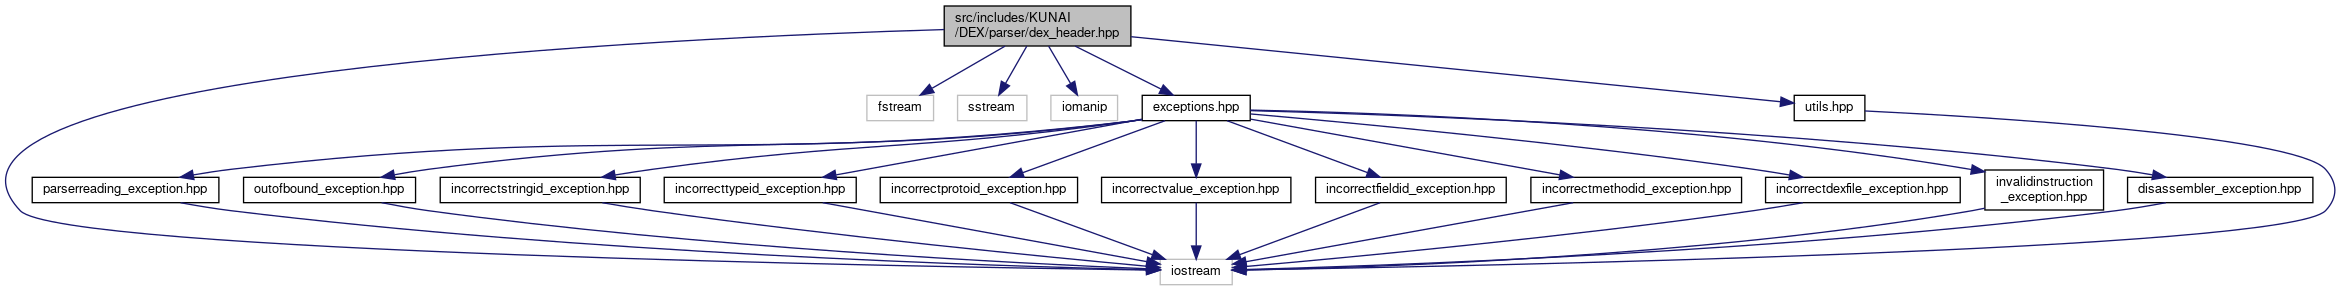 src/includes/KUNAI
/DEX/parser/dex_header.hpp
fstream
sstream
iomanip
exceptions.hpp
utils.hpp
parserreading_exception.hpp
outofbound_exception.hpp
incorrectstringid_exception.hpp
incorrecttypeid_exception.hpp
incorrectprotoid_exception.hpp
incorrectvalue_exception.hpp
incorrectfieldid_exception.hpp
incorrectmethodid_exception.hpp
incorrectdexfile_exception.hpp
invalidinstruction
_exception.hpp
disassembler_exception.hpp
iostream